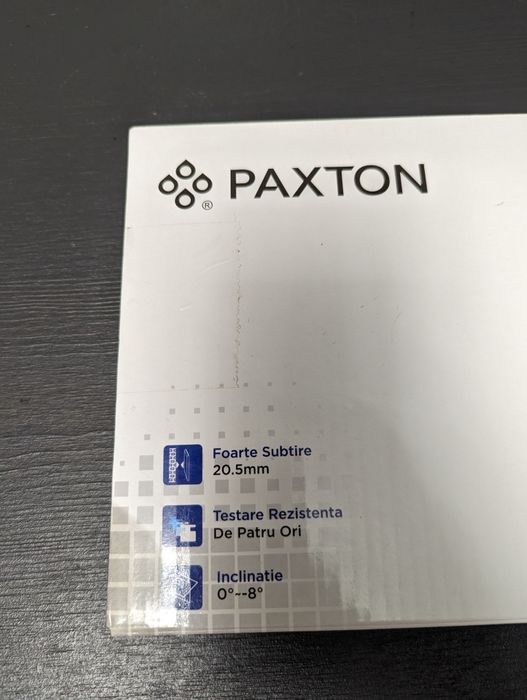 PAXTON
®
Foarte Subtire
20.5mm
Testare Rezistenta
De Patru Ori
Inclinatie
0°~-8°